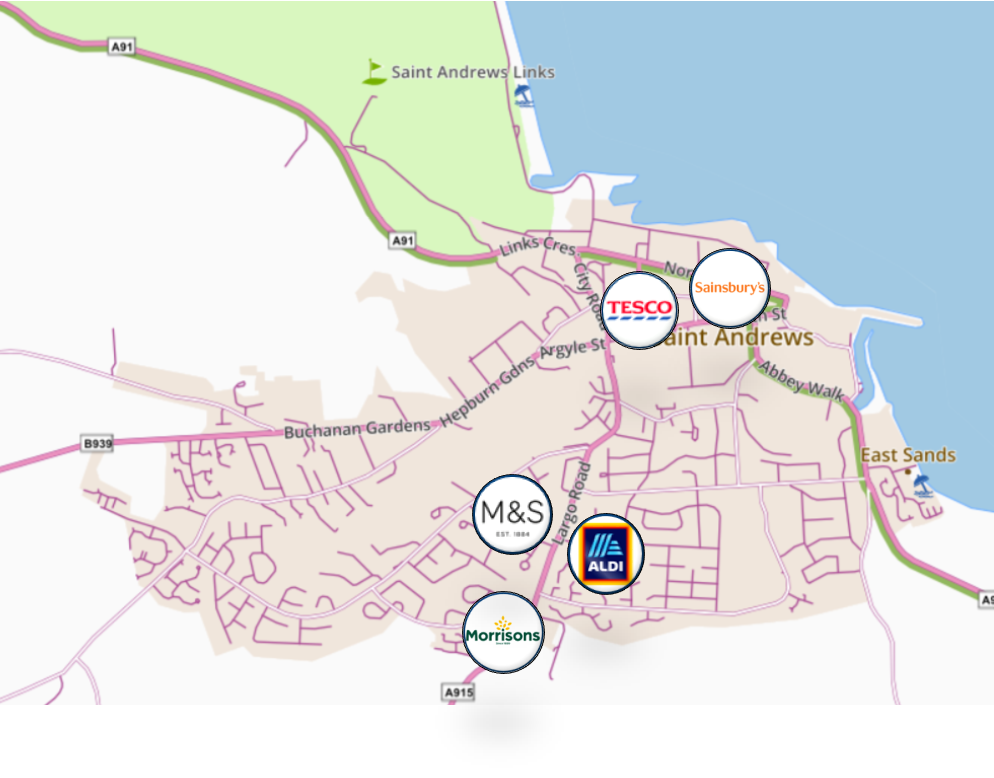 A91
Saint Andrews Links
A91
Links Cres
City Road
Nor
Sainsbury's
TESCO
n St
aint Andrews
Argyle St
Abbey Walk
Hepburn Gdns
Buchanan Gardens
B939
East Sands
Largo Road
M&S
EST. 1884
ALDI
A9
Morrisons
A915